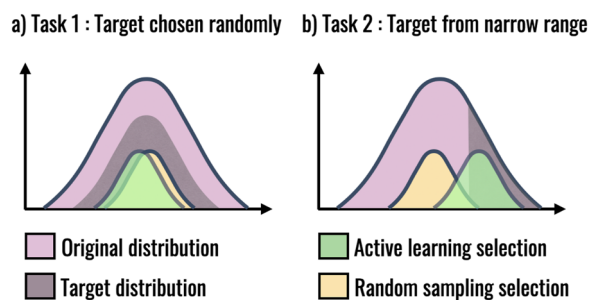 a) Task 1 : Target chosen randomly
b) Task 2 : Target from narrow range
Original distribution
Active learning selection
Target distribution
Random sampling selection